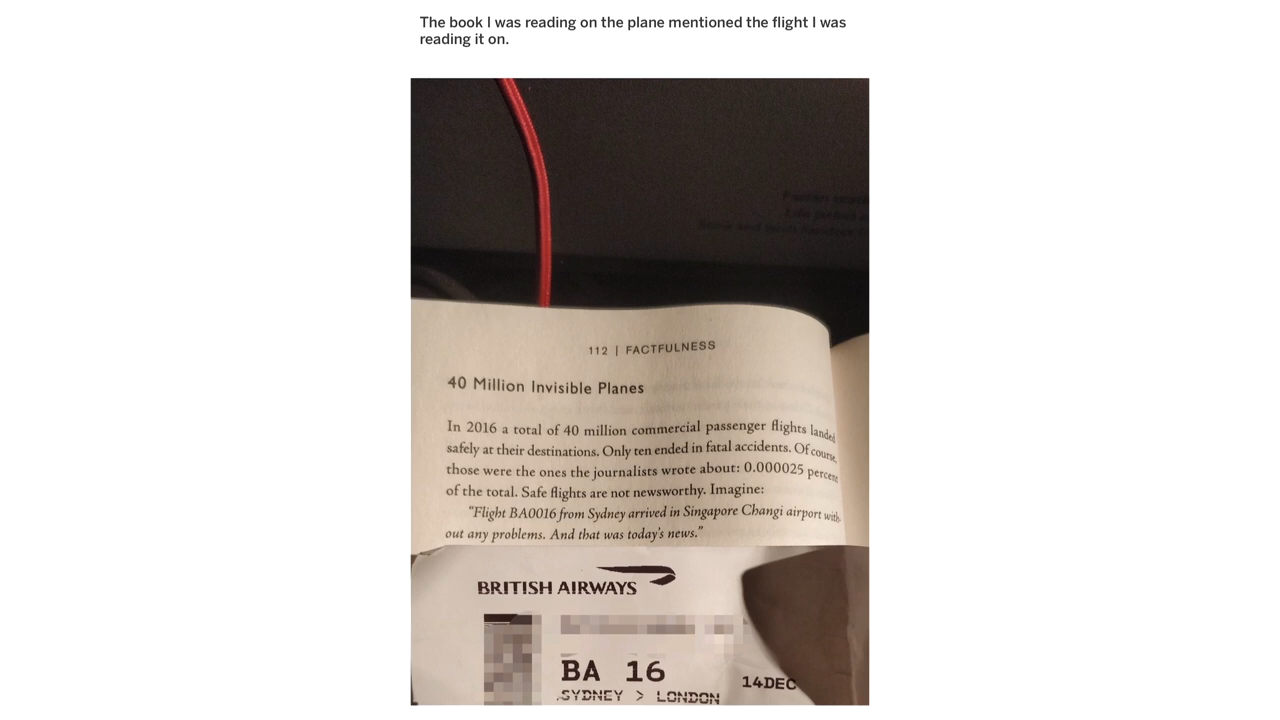 The book I was reading on the plane mentioned the flight I was
reading it on.
112 | FACTFULNESS
40 Million Invisible Planes
In 2016 a total of 40 million commercial passenger flights landed
safely at their destinations. Only ten ended in fatal accidents. Of course,
those were the ones the journalists wrote about: 0.000025 percent
of the total. Safe flights are not newsworthy. Imagine:
"Flight BA0016 from Sydney arrived in Singapore Changi airport with-
out any problems. And that was today's news."
BRITISH AIRWAYS
BA 16
14DEC
SYDNEY > LONDON